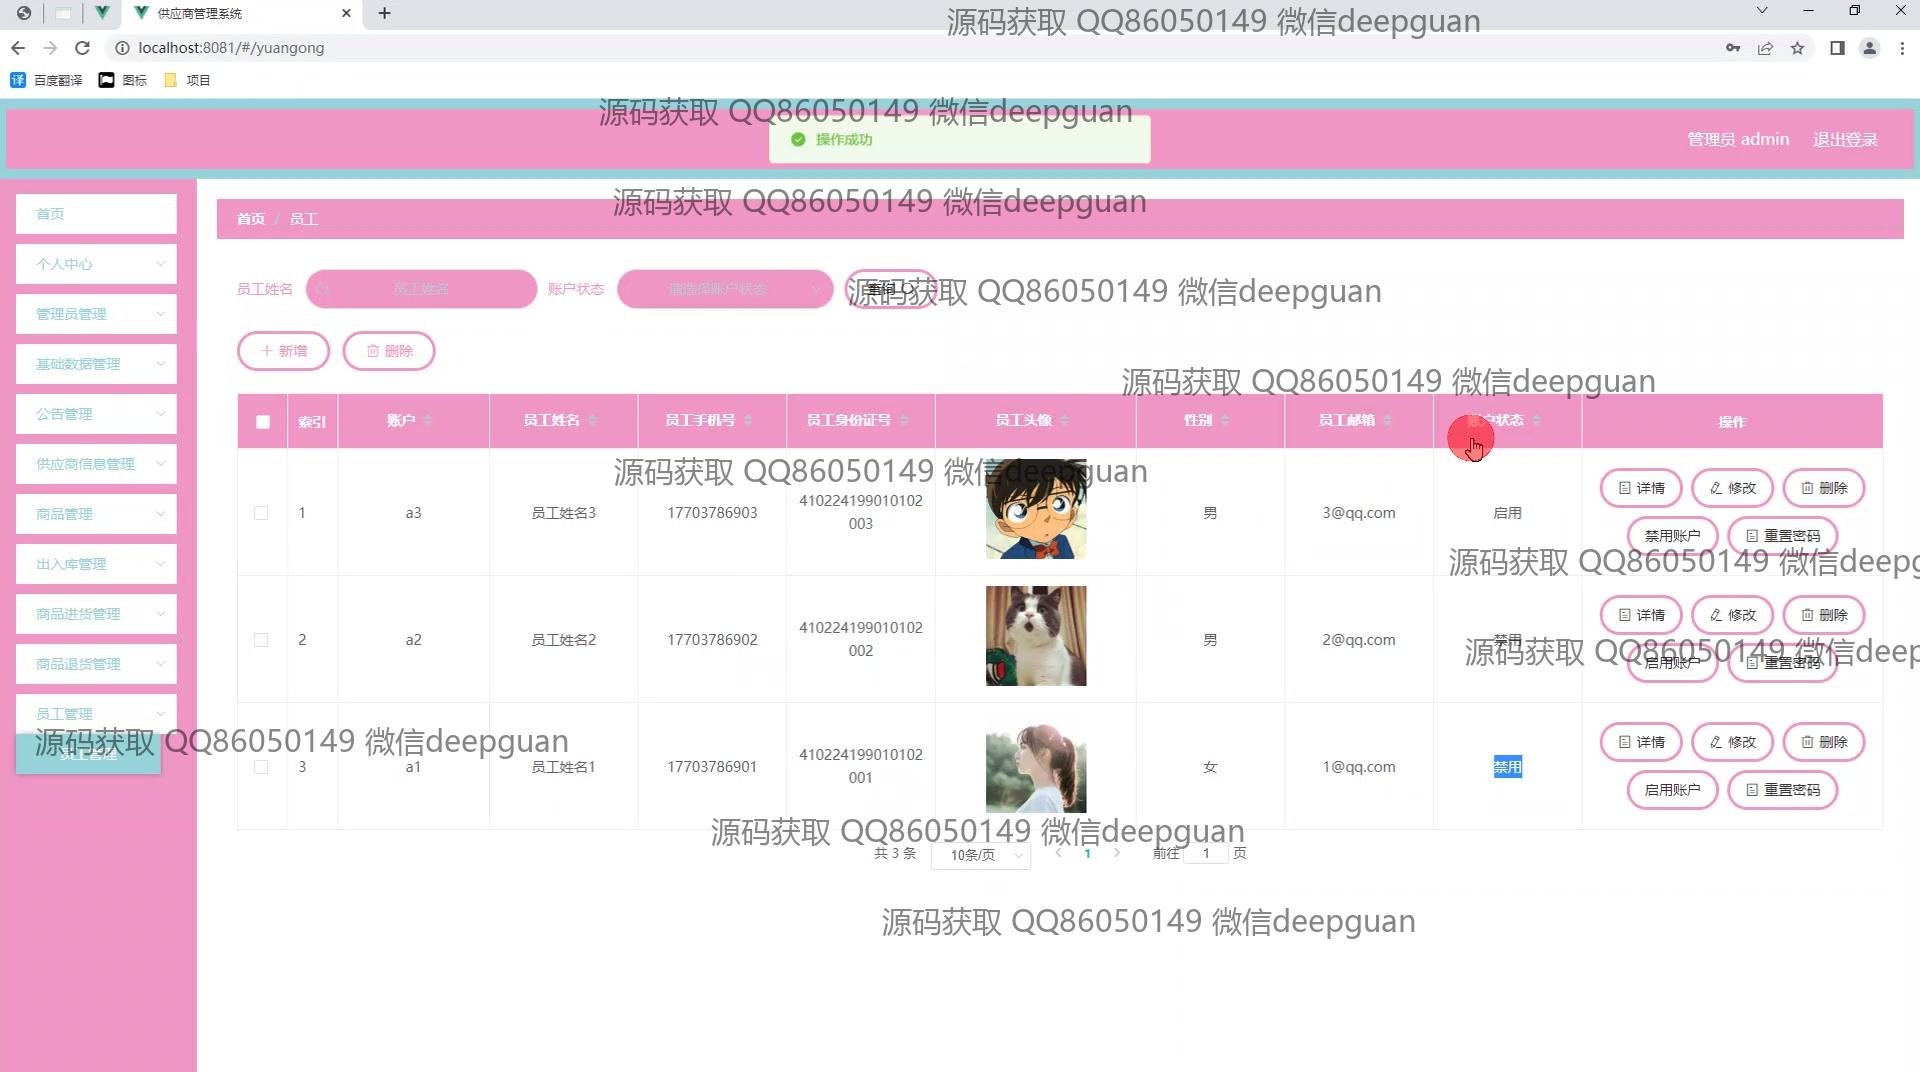 供应商管理系统
源码获取 QQ86050149 微信deepguan
localhost:8081/#/yuangong
百度翻译 图标 项目
源码获取 QQ86050149 微信deepguan
操作成功
管理员 admin 退出登录
源码获取 QQ86050149 微信deepguan
首页 / 员工
首页
个人中心
管理员管理
基础数据管理
公告管理
供应商信息管理
商品管理
出入库管理
商品进货管理
商品退货管理
员工管理
员工管理
员工姓名 员工姓名 账户状态 请选择账户状态 查询
源码获取 QQ86050149 微信deepguan
新增 删除
源码获取 QQ86050149 微信deepguan
索引 账户 员工姓名 员工手机号 员工身份证号 员工头像 性别 员工邮箱 账户状态 操作
源码获取 QQ86050149 微信deepguan
1 a3 员工姓名3 17703786903 410224199010102003 男 3@qq.com 启用 详情 修改 删除
禁用账户 重置密码
源码获取 QQ86050149 微信deepg
2 a2 员工姓名2 17703786902 410224199010102002 男 2@qq.com 禁用 详情 修改 删除
启用账户 重置密码
源码获取 QQ86050149 微信deep
源码获取 QQ86050149 微信deepguan
3 a1 员工姓名1 17703786901 410224199010102001 女 1@qq.com 禁用 详情 修改 删除
启用账户 重置密码
源码获取 QQ86050149 微信deepguan
共 3 条 10条/页 1 前往 1 页
源码获取 QQ86050149 微信deepguan